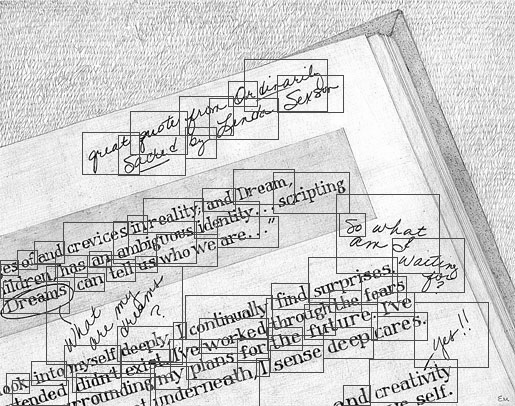 great quote from Ordinarily
Sacred by Linda Sexson
es of and crevices in reality; and Dream,
children has an ambiguous identity... scripting
Dreams can tell us who We are..."
So what
am I
waiting
for?
What are my
dreams
?
I continually find surprises.
look into myself deeply, I've worked through the fears
tended didn't exist.
rrounding my plans for the future. I've
t underneath, I sense deep cares.
yes!!
and creativity
self.
EM